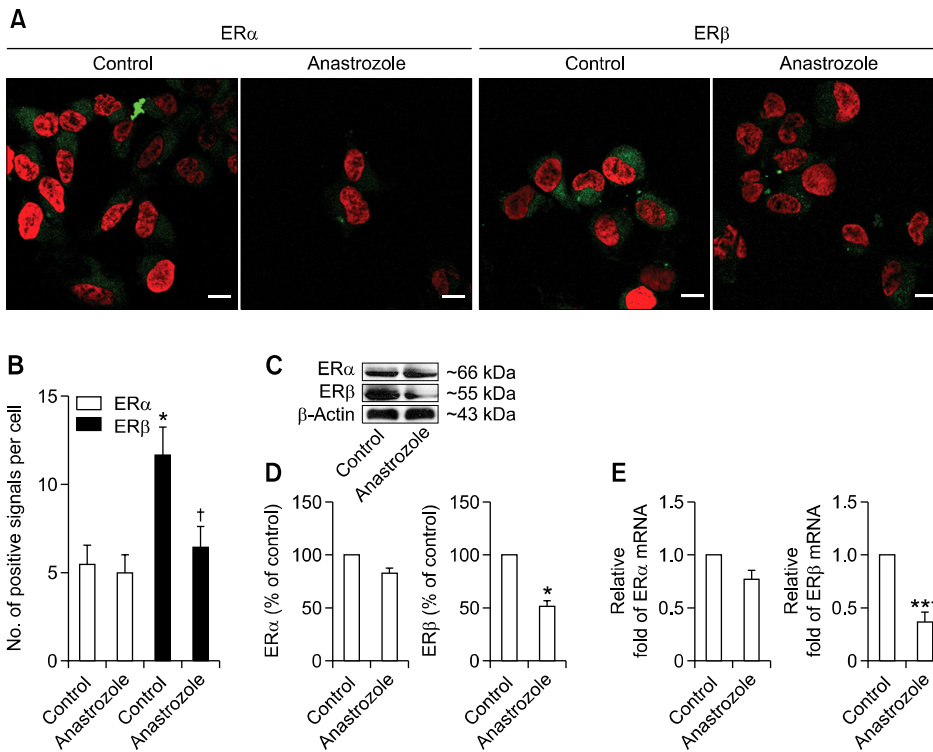 A
ERα ERβ
Control Anastrozole Control Anastrozole
B
15
10
5
0
No. of positive signals per cell
ERα
ERβ
*
†
Control
Anastrozole
Control
Anastrozole
C
ERα ~66 kDa
ERβ ~55 kDa
β-Actin ~43 kDa
Control
Anastrozole
D
150
100
50
0
ERα (% of control)
Control
Anastrozole
150
100
50
0
ERβ (% of control)
*
Control
Anastrozole
E
1.5
1.0
0.5
0
Relative
fold of ERα mRNA
Control
Anastrozole
1.5
1.0
0.5
0
Relative
fold of ERβ mRNA
***
Control
Anastrozole